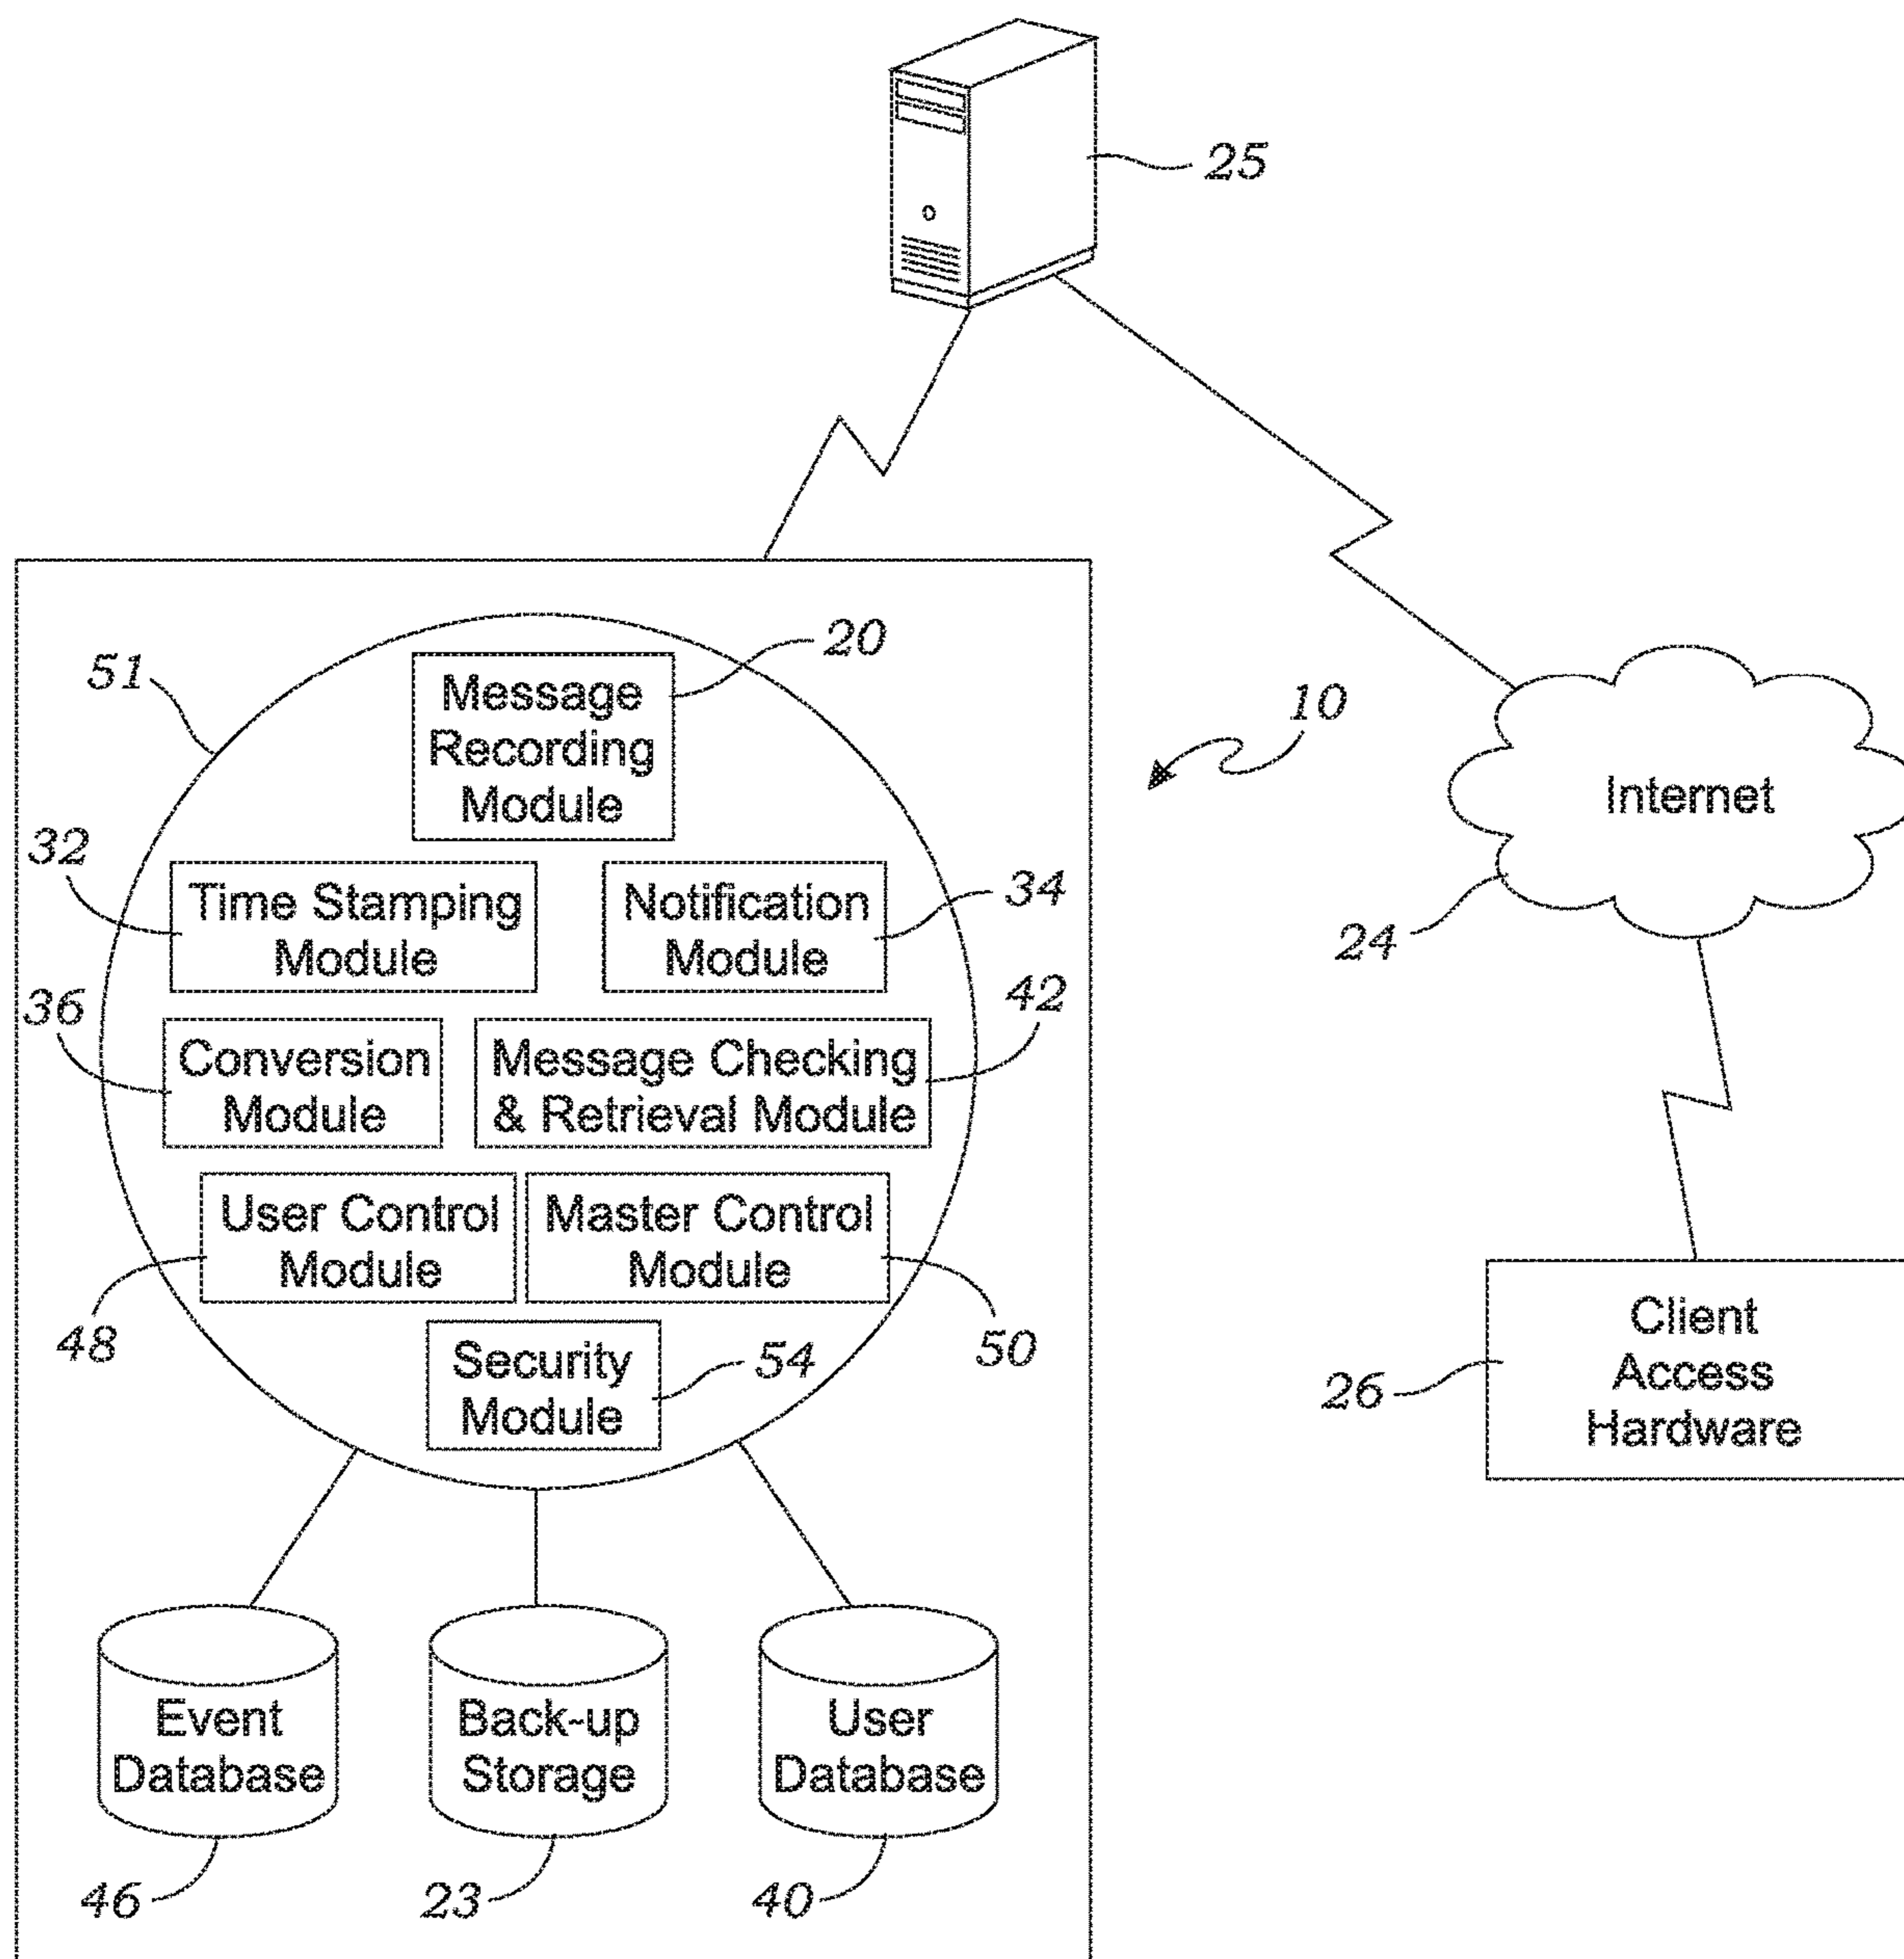 25
51
20
Message
Recording
Module
10
Internet
24
32
Time Stamping
Module
Notification
Module
34
36
Conversion
Module
Message Checking
& Retrieval Module
42
User Control
Module
48
Master Control
Module
50
Security
Module
54
Client
Access
Hardware
26
Event
Database
46
Back-up
Storage
23
User
Database
40